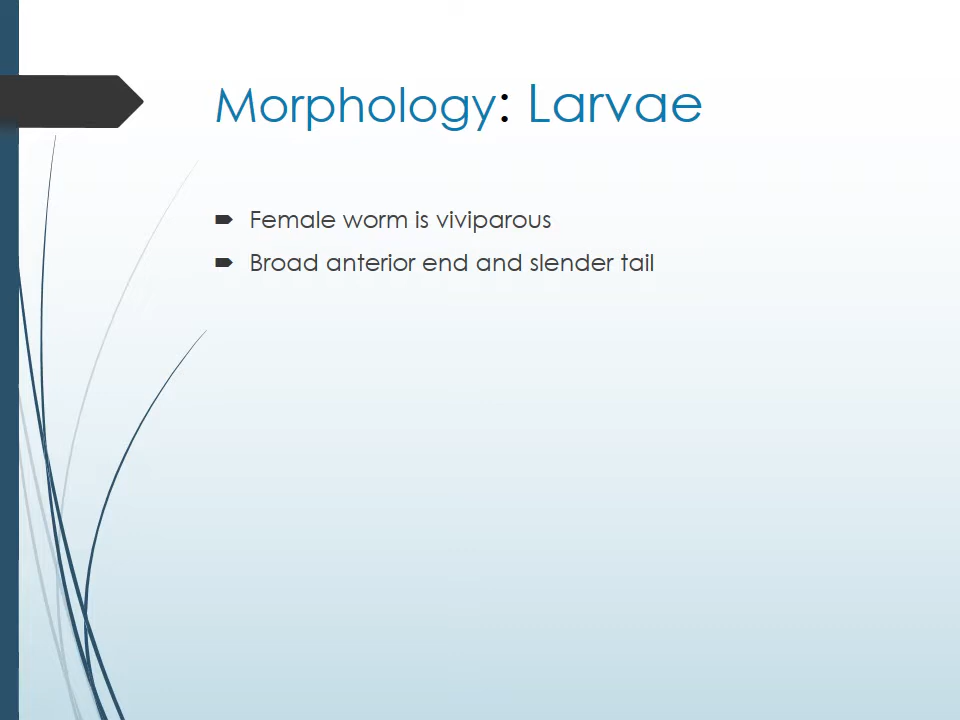 Morphology: Larvae
Female worm is viviparous
Broad anterior end and slender tail